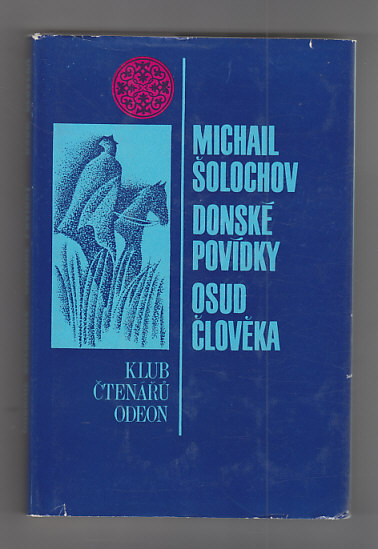 MICHAIL
ŠOLOCHOV
DONSKÉ
POVÍDKY
OSUD
ČLOVĚKA
KLUB
ČTENÁŘŮ
ODEON